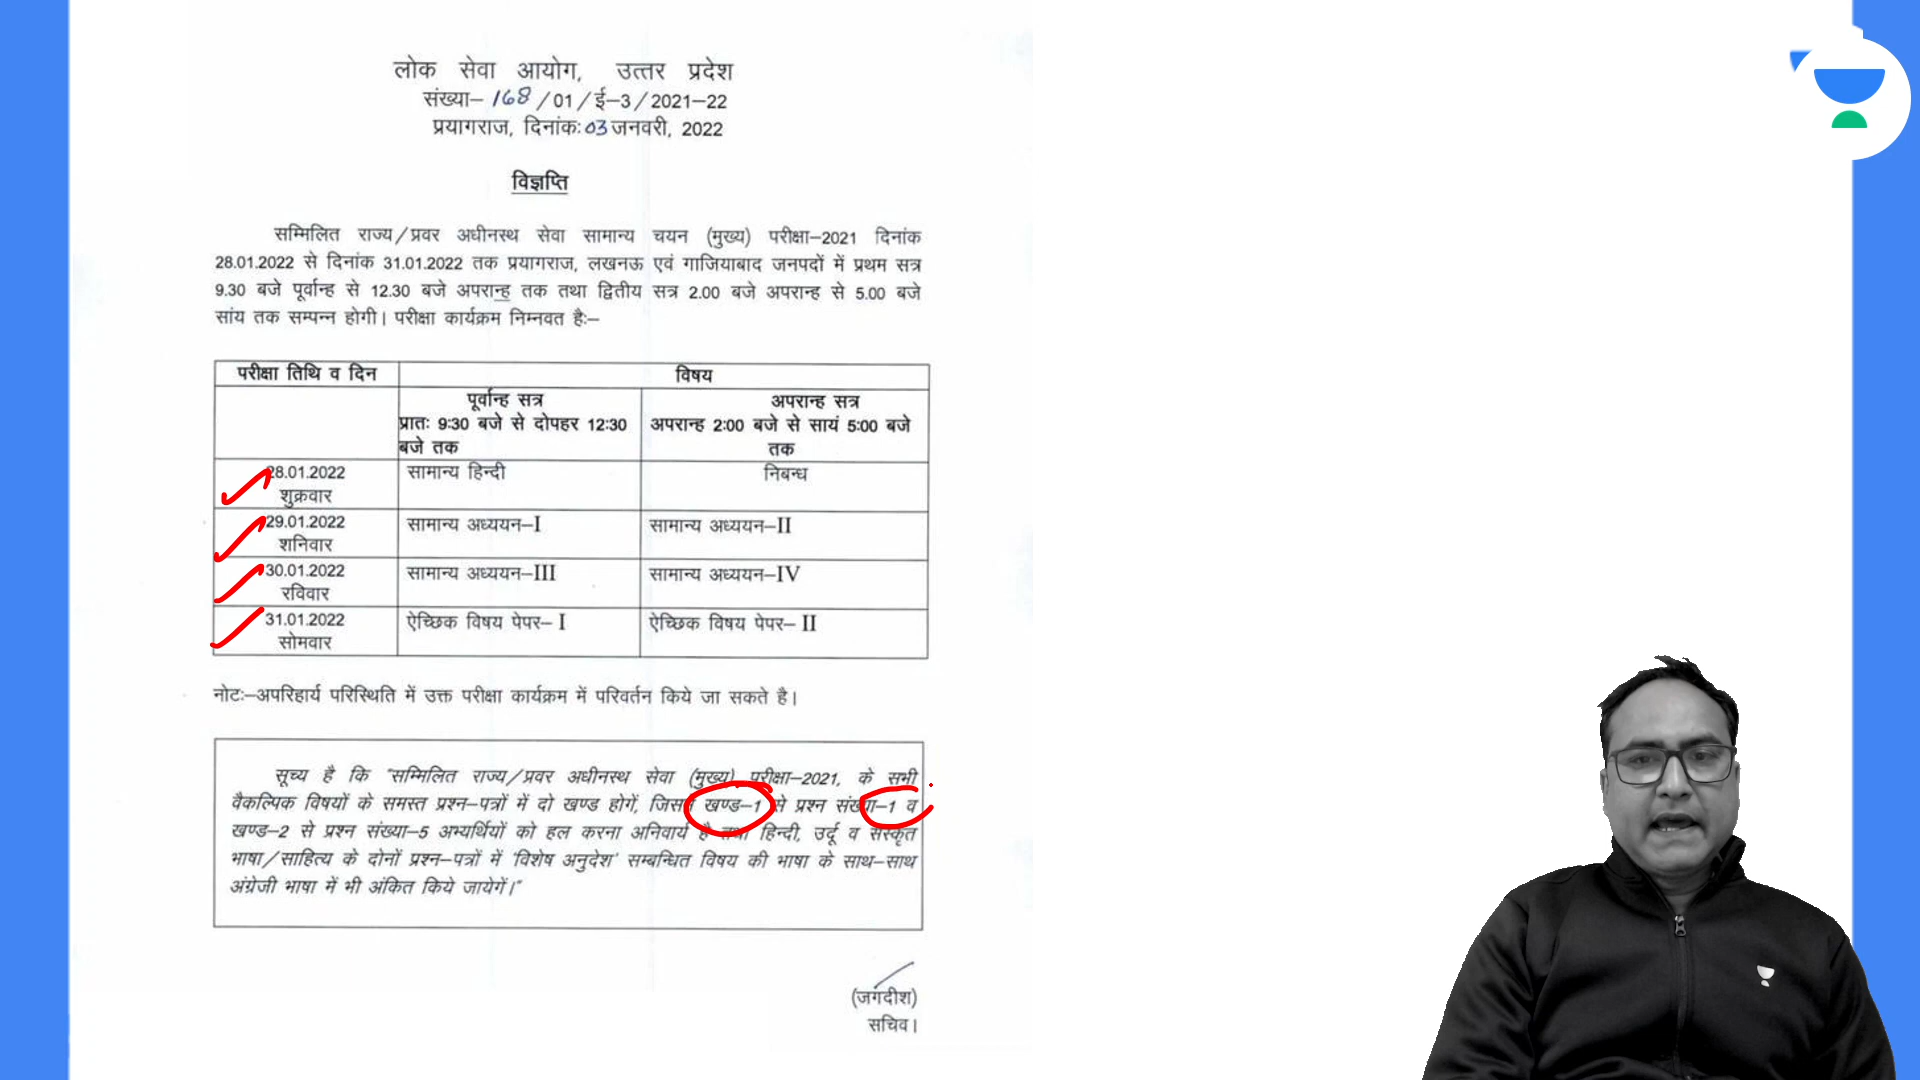 लोक सेवा आयोग, उत्तर प्रदेश
संख्या– 168 /01/ई–3/2021–22
प्रयागराज, दिनांक: 03 जनवरी, 2022
विज्ञप्ति
सम्मिलित राज्य/प्रवर अधीनस्थ सेवा सामान्य चयन (मुख्य) परीक्षा–2021 दिनांक
28.01.2022 से दिनांक 31.01.2022 तक प्रयागराज, लखनऊ एवं गाजियाबाद जनपदों में प्रथम सत्र
9.30 बजे पूर्वान्ह से 12.30 बजे अपरान्ह तक तथा द्वितीय सत्र 2.00 बजे अपरान्ह से 5.00 बजे
सांय तक सम्पन्न होगी। परीक्षा कार्यक्रम निम्नवत है:–
परीक्षा तिथि व दिन विषय
पूर्वान्ह सत्र अपरान्ह सत्र
प्रातः 9:30 बजे से दोपहर 12:30 अपरान्ह 2:00 बजे से सायं 5:00 बजे
बजे तक तक
28.01.2022 सामान्य हिन्दी निबन्ध
शुक्रवार
29.01.2022 सामान्य अध्ययन–I सामान्य अध्ययन–II
शनिवार
30.01.2022 सामान्य अध्ययन–III सामान्य अध्ययन–IV
रविवार
31.01.2022 ऐच्छिक विषय पेपर– I ऐच्छिक विषय पेपर– II
सोमवार
नोटः–अपरिहार्य परिस्थिति में उक्त परीक्षा कार्यक्रम में परिवर्तन किये जा सकते है।
सूच्य है कि "सम्मिलित राज्य/प्रवर अधीनस्थ सेवा (मुख्य) परीक्षा–2021, के सभी
वैकल्पिक विषयों के समस्त प्रश्न–पत्रों में दो खण्ड होगें, जिसमें खण्ड–1 से प्रश्न संख्या–1 व
खण्ड–2 से प्रश्न संख्या–5 अभ्यर्थियों को हल करना अनिवार्य है तथा हिन्दी, उर्दू व संस्कृत
भाषा/साहित्य के दोनों प्रश्न–पत्रों में 'विशेष अनुदेश' सम्बन्धित विषय की भाषा के साथ–साथ
अंग्रेजी भाषा में भी अंकित किये जायेगें।"
(जगदीश)
सचिव।